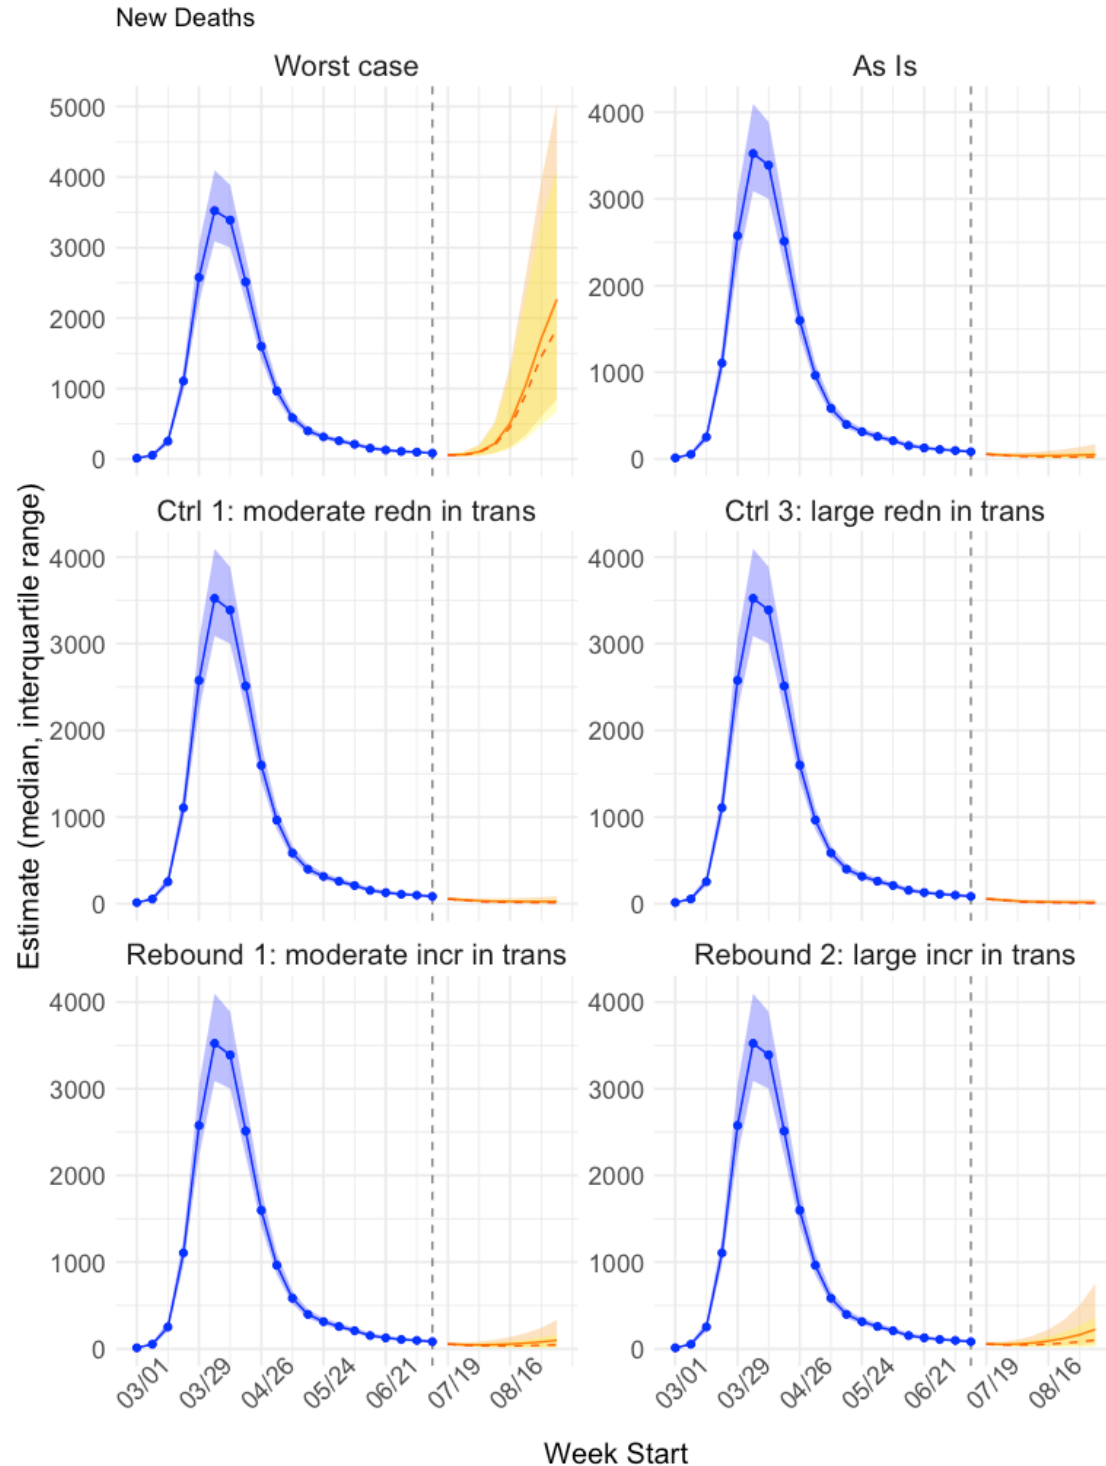 New Deaths
Worst case
As Is
5000
4000
3000
2000
1000
0
4000
3000
2000
1000
0
Estimate (median, interquartile range)
Ctrl 1: moderate redn in trans
Ctrl 3: large redn in trans
4000
3000
2000
1000
0
4000
3000
2000
1000
0
Rebound 1: moderate incr in trans
Rebound 2: large incr in trans
4000
3000
2000
1000
0
4000
3000
2000
1000
0
03/01 03/29 04/26 05/24 06/21 07/19 08/16
03/01 03/29 04/26 05/24 06/21 07/19 08/16
Week Start